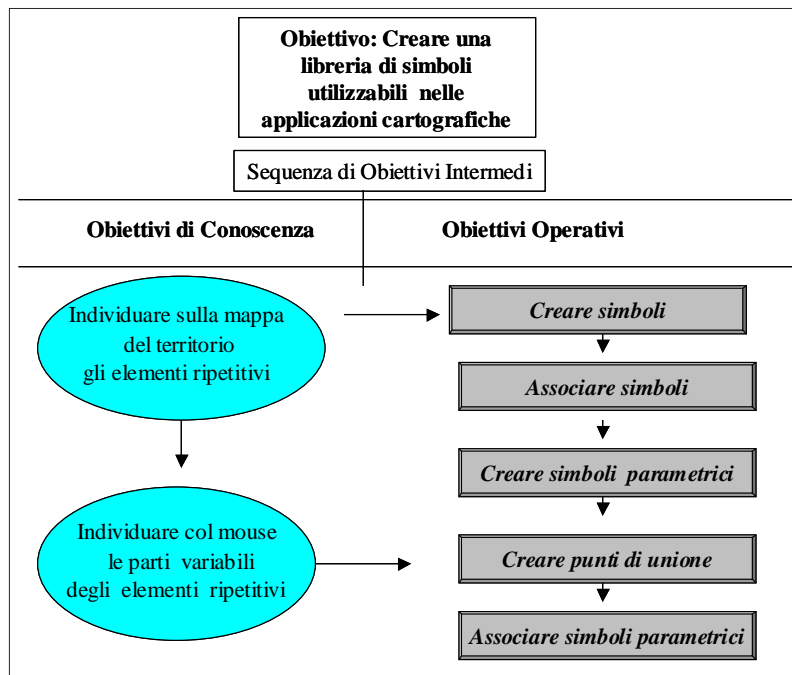 Obiettivo: Creare una
libreria di simboli
utilizzabili nelle
applicazioni cartografiche
Sequenza di Obiettivi Intermedi
Obiettivi di Conoscenza
Obiettivi Operativi
Individuare sulla mappa
del territorio
gli elementi ripetitivi
Creare simboli
Associare simboli
Creare simboli parametrici
Individuare col mouse
le parti variabili
degli elementi ripetitivi
Creare punti di unione
Associare simboli parametrici